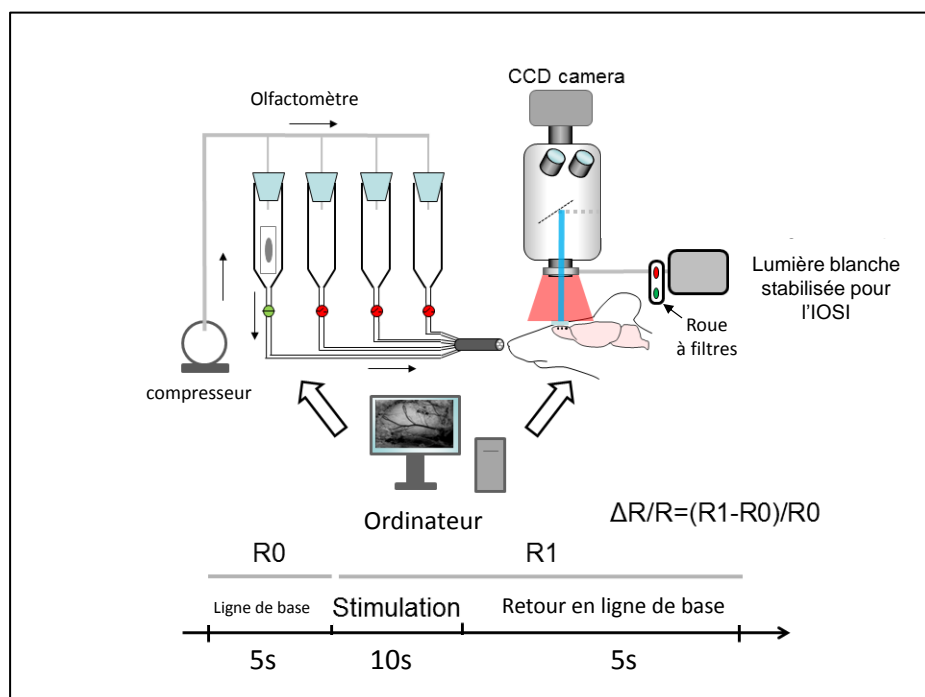 CCD camera
Olfactomètre
Lumière blanche
stabilisée pour
l'IOSI
Roue
à filtres
compresseur
Ordinateur
ΔR/R=(R1-R0)/R0
R0
R1
Ligne de base
Stimulation
Retour en ligne de base
5s
10s
5s